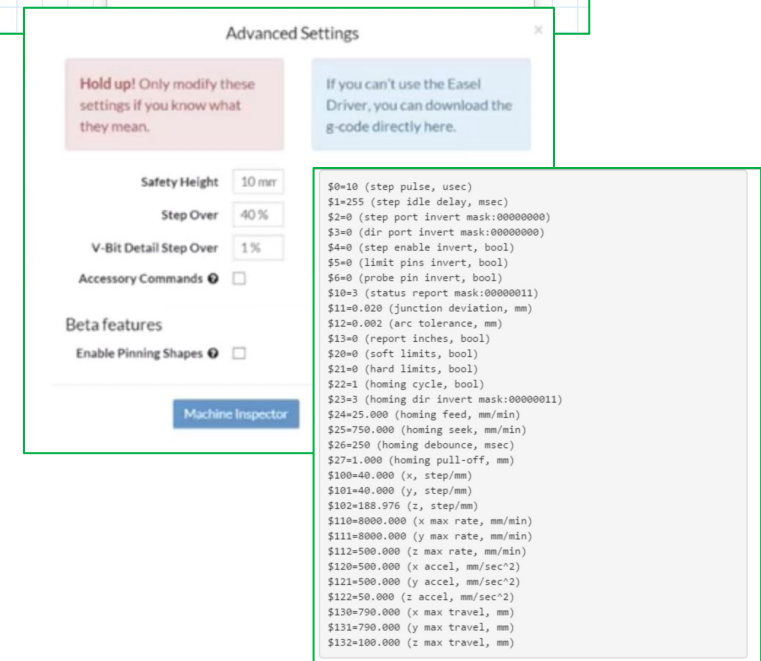 Advanced Settings
×
Hold up! Only modify these
settings if you know what
they mean.
If you can't use the Easel
Driver, you can download the
g-code directly here.
Safety Height 10 mm
Step Over 40 %
V-Bit Detail Step Over 1 %
Accessory Commands
Beta features
Enable Pinning Shapes
Machine Inspector
$0=10 (step pulse, usec)
$1=255 (step idle delay, msec)
$2=0 (step port invert mask:00000000)
$3=0 (dir port invert mask:00000000)
$4=0 (step enable invert, bool)
$5=0 (limit pins invert, bool)
$6=0 (probe pin invert, bool)
$10=3 (status report mask:00000011)
$11=0.020 (junction deviation, mm)
$12=0.002 (arc tolerance, mm)
$13=0 (report inches, bool)
$20=0 (soft limits, bool)
$21=0 (hard limits, bool)
$22=1 (homing cycle, bool)
$23=3 (homing dir invert mask:00000011)
$24=25.000 (homing feed, mm/min)
$25=750.000 (homing seek, mm/min)
$26=250 (homing debounce, msec)
$27=1.000 (homing pull-off, mm)
$100=40.000 (x, step/mm)
$101=40.000 (y, step/mm)
$102=188.976 (z, step/mm)
$110=8000.000 (x max rate, mm/min)
$111=8000.000 (y max rate, mm/min)
$112=500.000 (z max rate, mm/min)
$120=500.000 (x accel, mm/sec^2)
$121=500.000 (y accel, mm/sec^2)
$122=50.000 (z accel, mm/sec^2)
$130=790.000 (x max travel, mm)
$131=790.000 (y max travel, mm)
$132=100.000 (z max travel, mm)